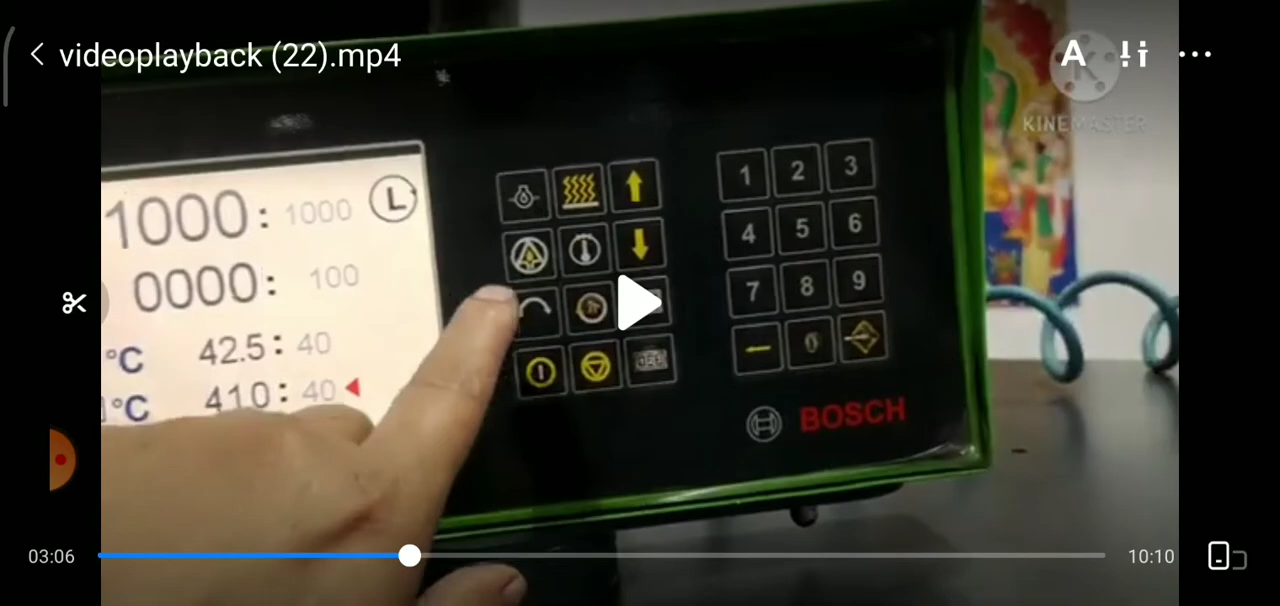 videoplayback (22).mp4
A
KINEMASTER
1000: 1000 L
0000: 100
°C 42.5: 40
°C 410: 40
1 2 3
4 5 6
7 8 9
0
BOSCH
03:06
10:10